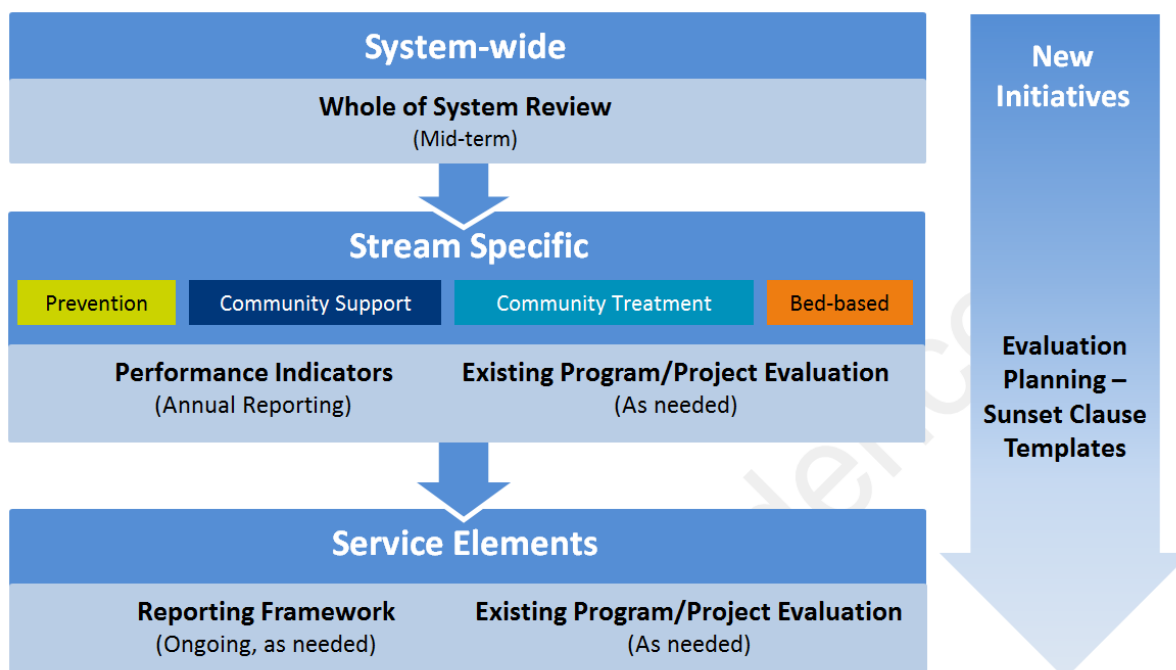 System-wide
Whole of System Review
(Mid-term)
Stream Specific
Prevention
Community Support
Community Treatment
Bed-based
Performance Indicators
(Annual Reporting)
Existing Program/Project Evaluation
(As needed)
Service Elements
Reporting Framework
(Ongoing, as needed)
Existing Program/Project Evaluation
(As needed)
New
Initiatives
Evaluation
Planning –
Sunset Clause
Templates